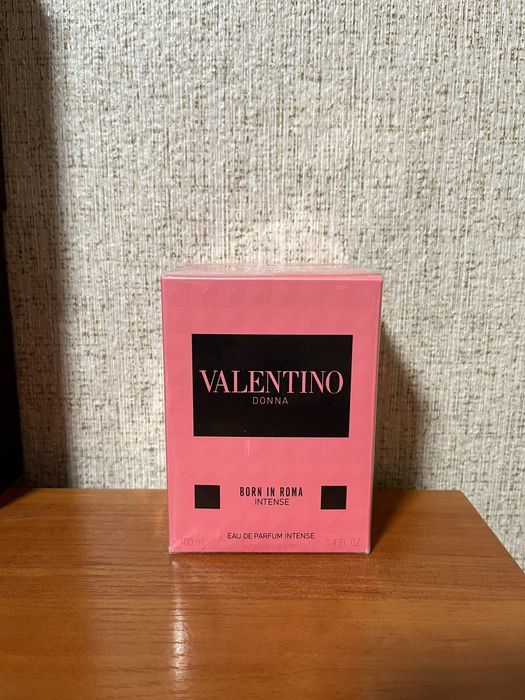 VALENTINO
DONNA
BORN IN ROMA
INTENSE
EAU DE PARFUM INTENSE
100 ml 3.4 FL. OZ.